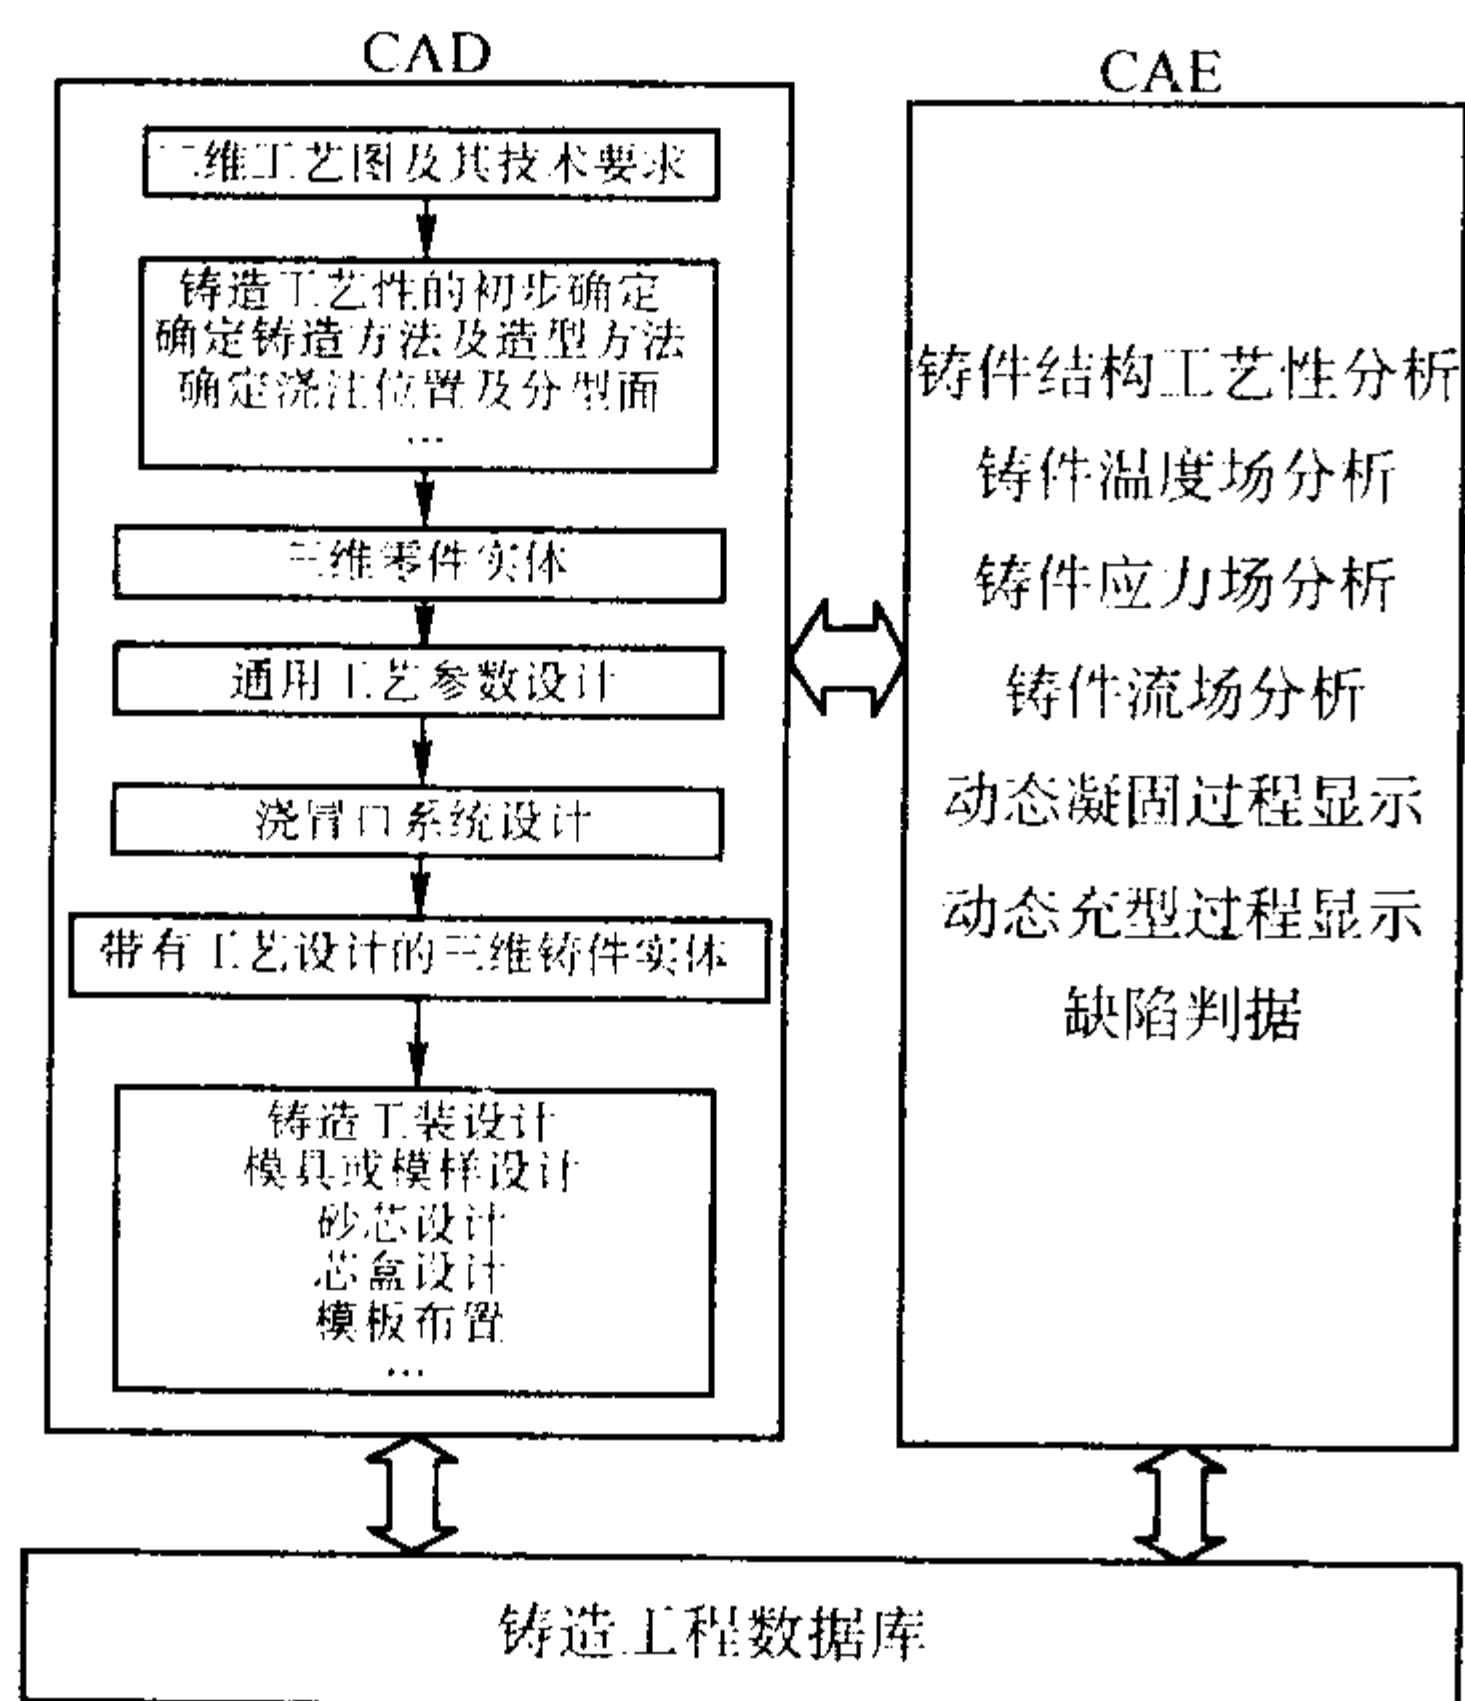 CAD
二维工艺图及其技术要求
铸造工艺性的初步确定
确定铸造方法及造型方法
确定浇注位置及分型面
…
三维零件实体
通用工艺参数设计
浇冒口系统设计
带有工艺设计的三维铸件实体
铸造工装设计
模具或模样设计
砂芯设计
芯盒设计
模板布置
…
CAE
铸件结构工艺性分析
铸件温度场分析
铸件应力场分析
铸件流场分析
动态凝固过程显示
动态充型过程显示
缺陷判据
铸造工程数据库